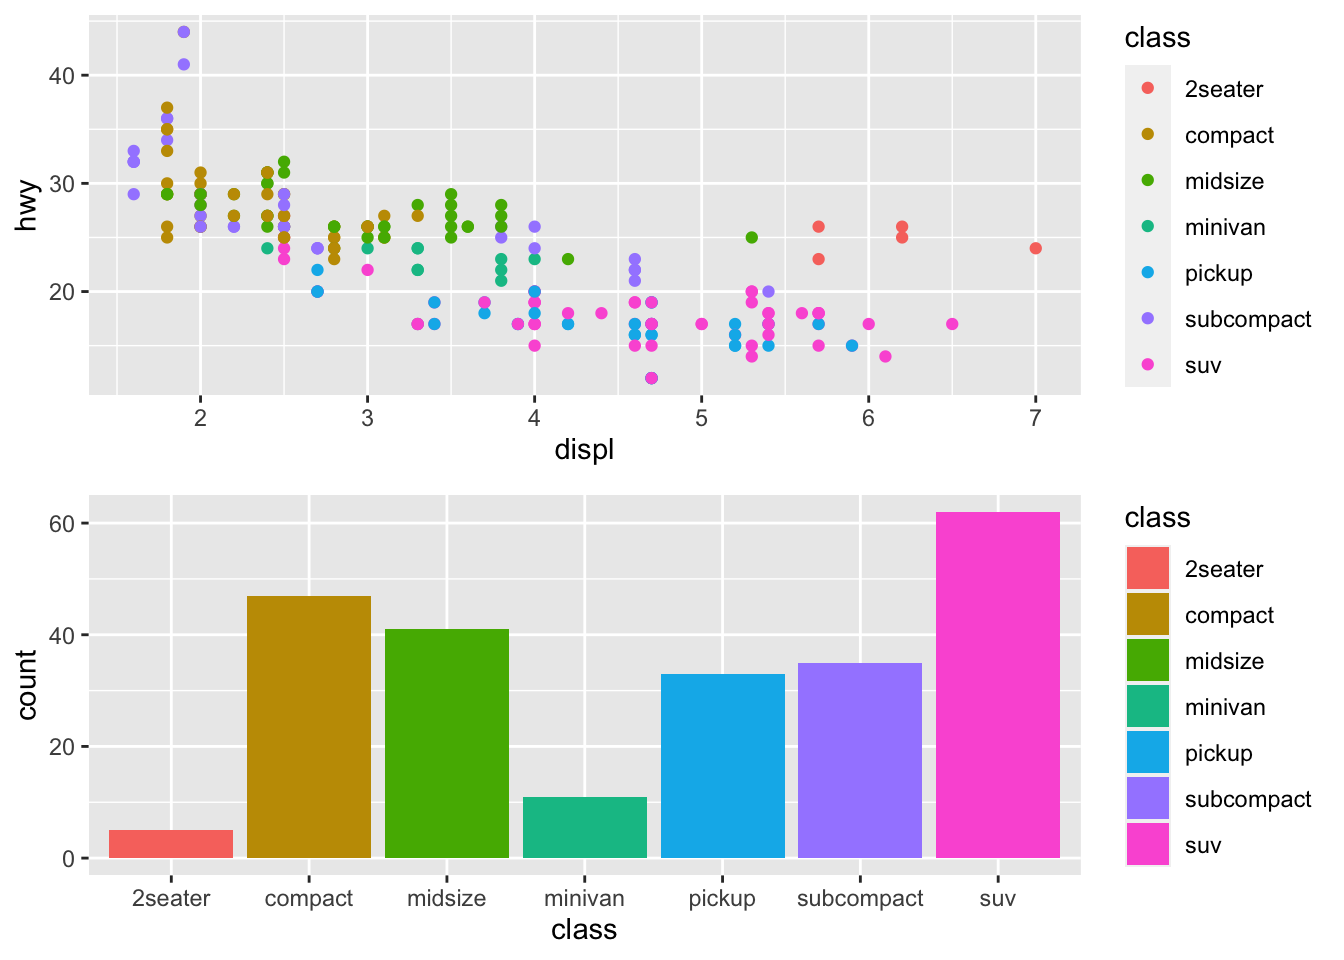 hwy
40
30
20
2 3 4 5 6 7
displ
class
2seater
compact
midsize
minivan
pickup
subcompact
suv
count
60
40
20
0
2seater compact midsize minivan pickup subcompact suv
class
class
2seater
compact
midsize
minivan
pickup
subcompact
suv